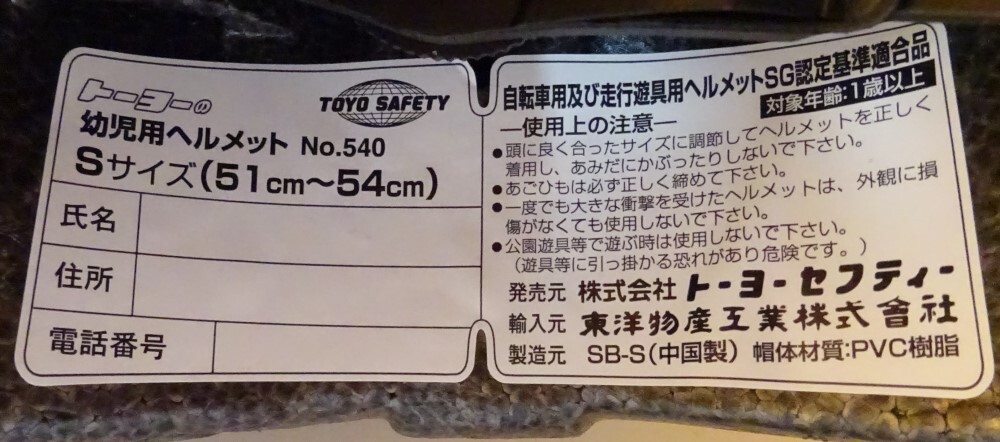 トーヨーの
TOYO SAFETY
幼児用ヘルメット No.540
Sサイズ(51cm～54cm)
氏名
住所
電話番号
自転車用及び走行遊具用ヘルメットSG認定基準適合品
対象年齢:1歳以上
―使用上の注意―
●頭に良く合ったサイズに調節してヘルメットを正しく
着用し、あみだにかぶったりしないで下さい。
●あごひもは必ず正しく締めて下さい。
●一度でも大きな衝撃を受けたヘルメットは、外観に損
傷がなくても使用しないで下さい。
●公園遊具等で遊ぶ時は使用しないで下さい。
(遊具等に引っ掛かる恐れがあり危険です。)
発売元 株式会社トーヨーセフティー
輸入元 東洋物産工業株式會社
製造元 SB-S(中国製) 帽体材質:PVC樹脂